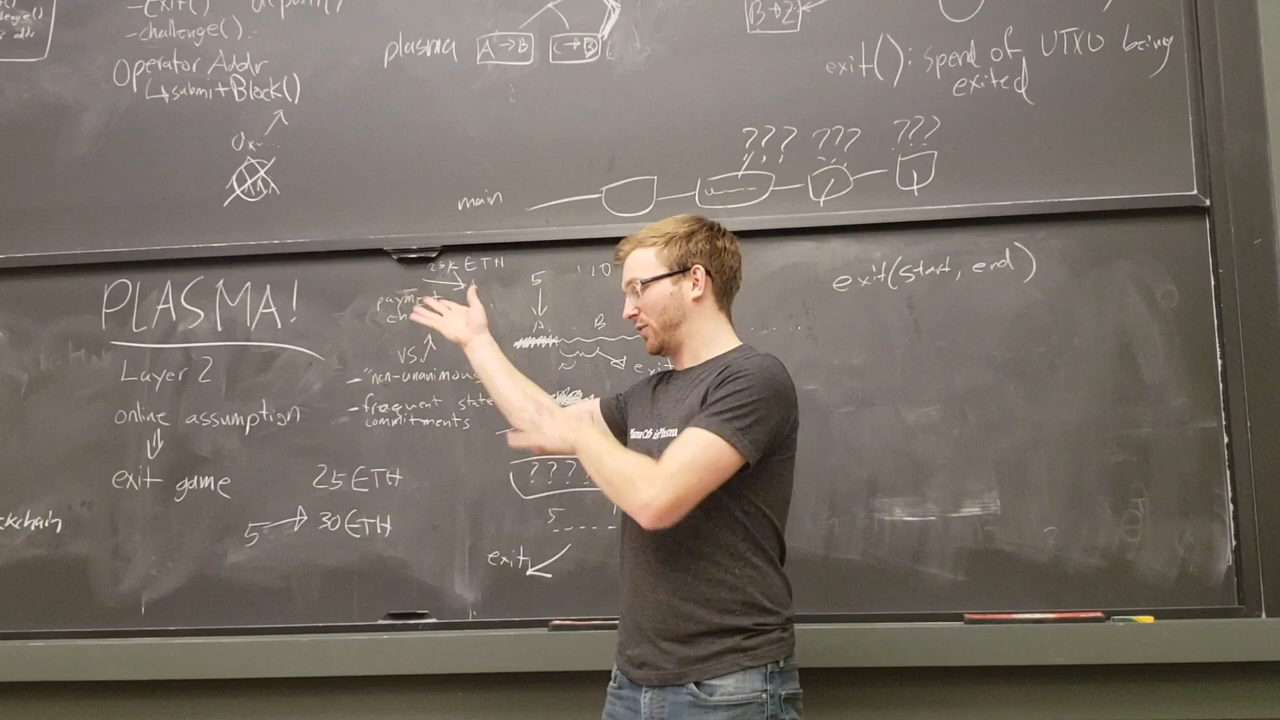 -exit()
-challenge()
Operator Addr
↳submitBlock()
0x...
plasma A→B C→B
B→Z
exit(): spend of UTXO being
exited
??? ??? ???
main
PLASMA!
Layer 2
online assumption
exit game
25 ETH
5→30 ETH
25k ETH
vs.
-"non-unanimous
-frequent state
commitments
5 10
A B
exit
????
5
exit
exit(start, end)